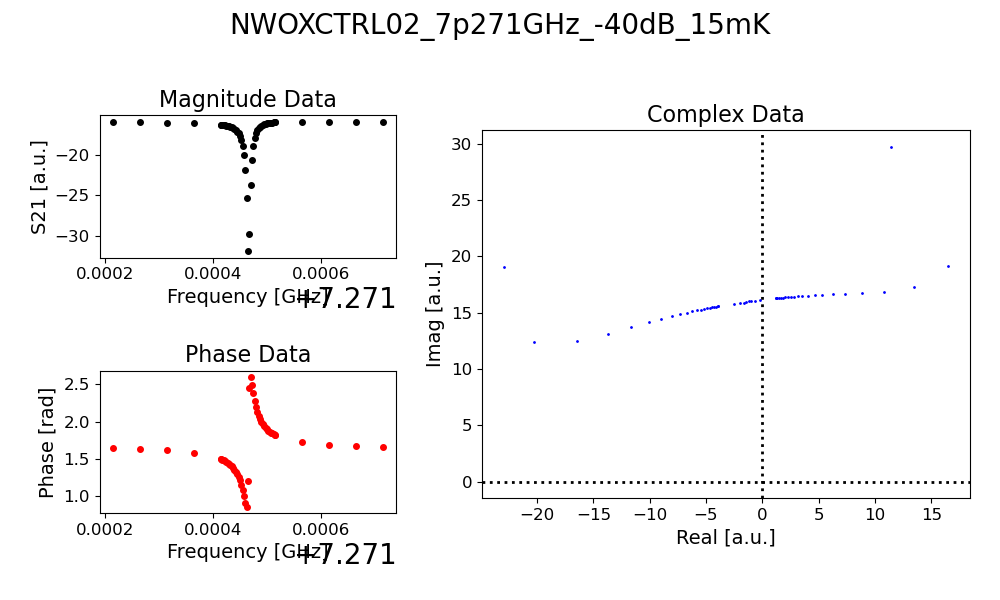 NWOXCTRL02_7p271GHz_-40dB_15mK
Magnitude Data
S21 [a.u.]
−20
−25
−30
0.0002 0.0004 0.0006
Frequency [GHz]
+7.271
Phase Data
Phase [rad]
2.5
2.0
1.5
1.0
0.0002 0.0004 0.0006
Frequency [GHz]
+7.271
Complex Data
Imag [a.u.]
30
25
20
15
10
5
0
−20 −15 −10 −5 0 5 10 15
Real [a.u.]